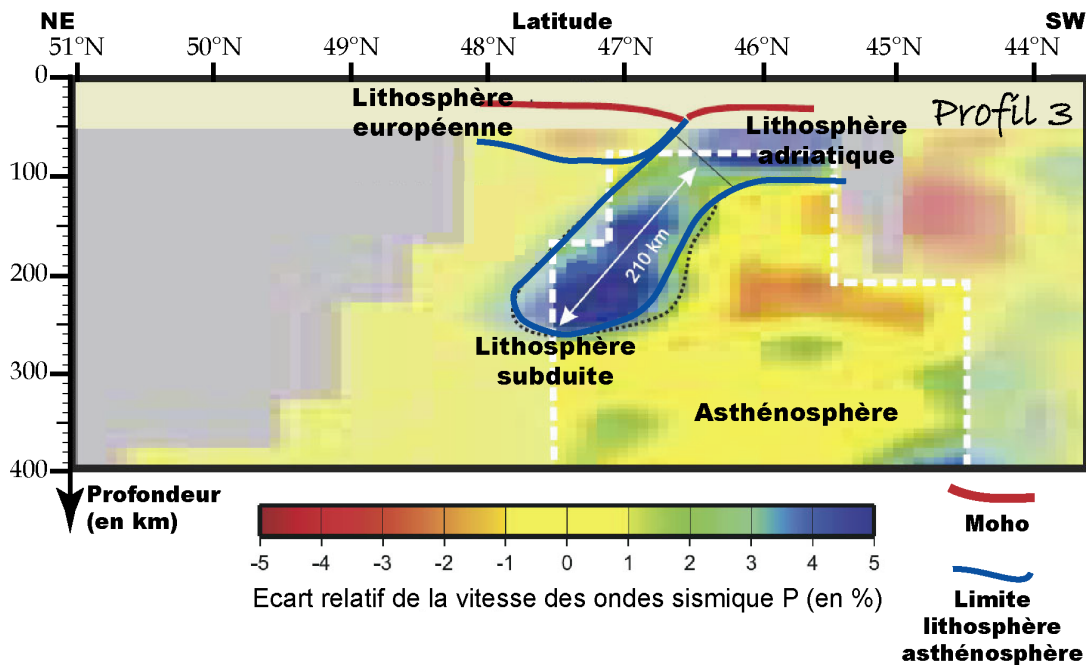 NE Latitude SW
51°N 50°N 49°N 48°N 47°N 46°N 45°N 44°N
0
100
200
300
400
Lithosphère
européenne
Profil 3
Lithosphère
adriatique
210 km
Lithosphère
subduite
Asthénosphère
Profondeur
(en km)
-5 -4 -3 -2 -1 0 1 2 3 4 5
Ecart relatif de la vitesse des ondes sismique P (en %)
Moho
Limite
lithosphère
asthénosphère